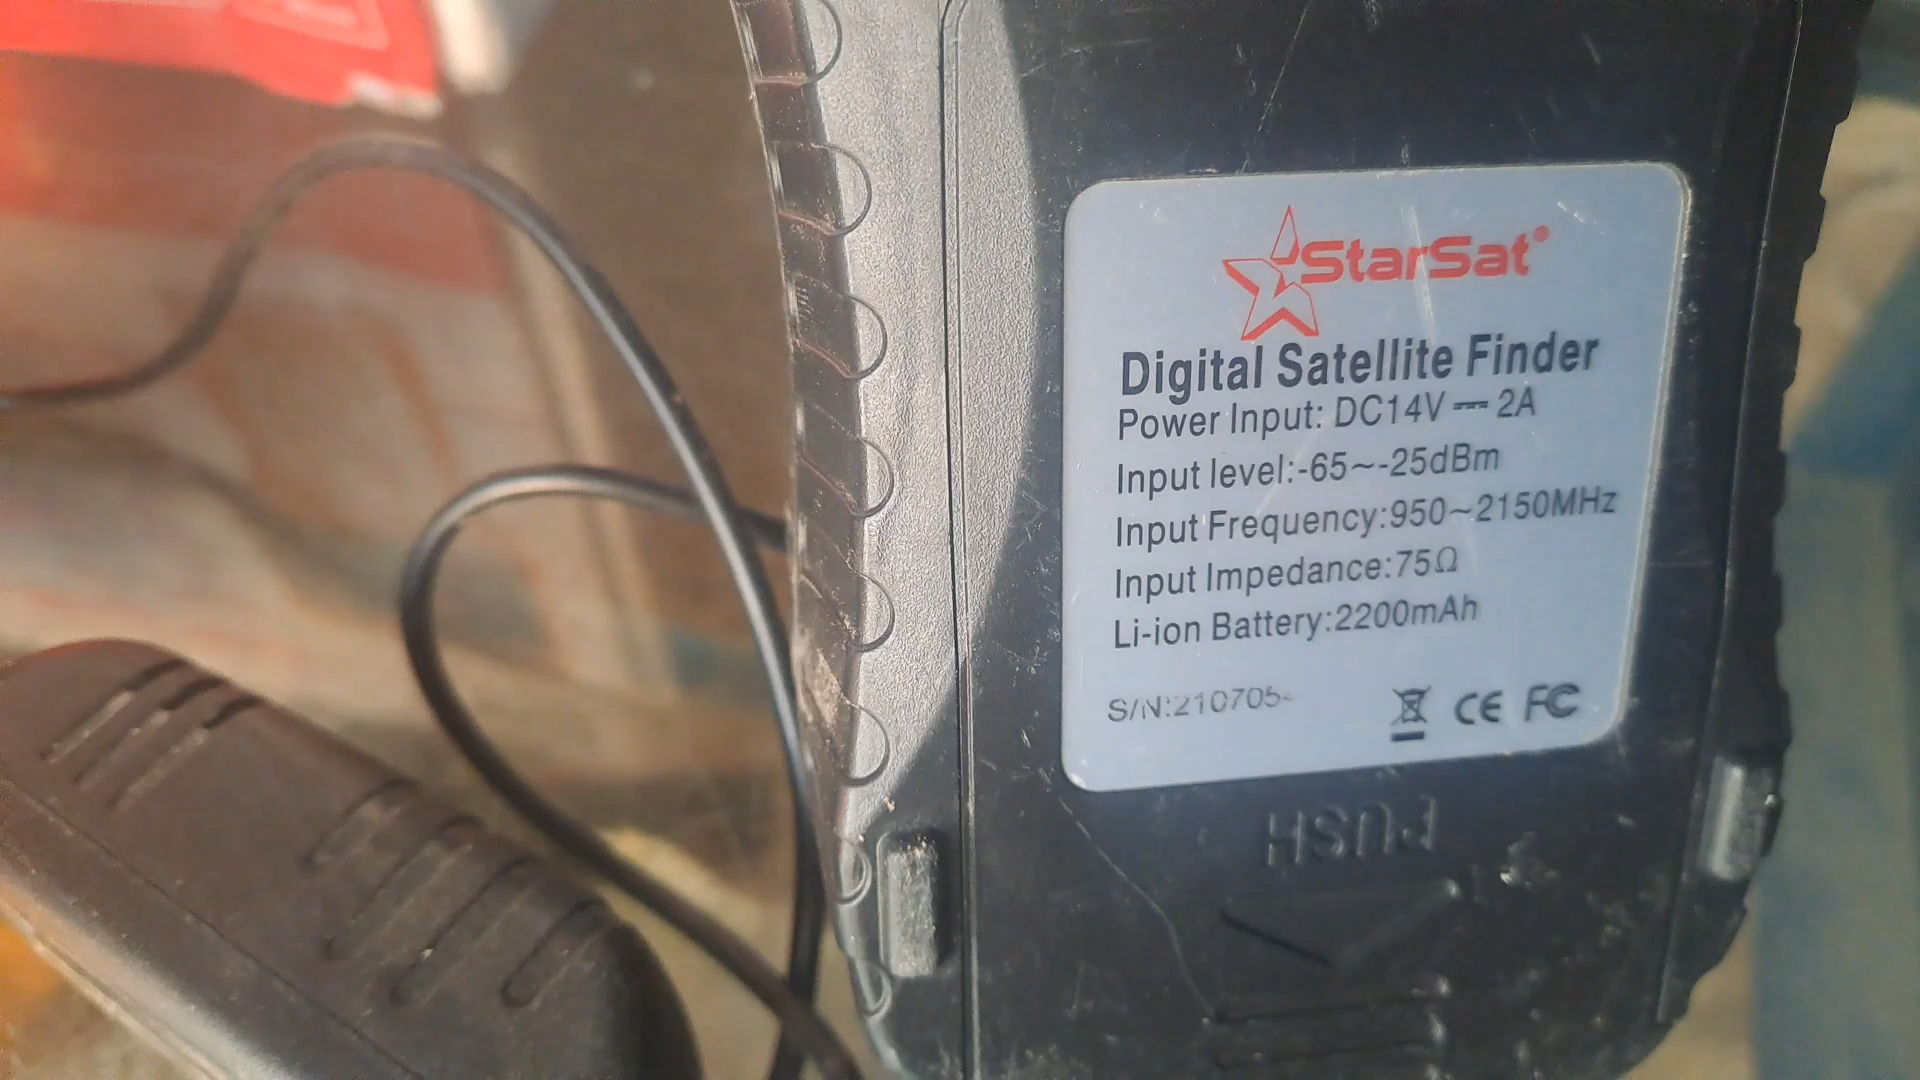 StarSat®
Digital Satellite Finder
Power Input: DC14V ⎓ 2A
Input level:-65~-25dBm
Input Frequency:950~2150MHz
Input Impedance:75Ω
Li-ion Battery:2200mAh
S/N:2107054
CE FC
PUSH